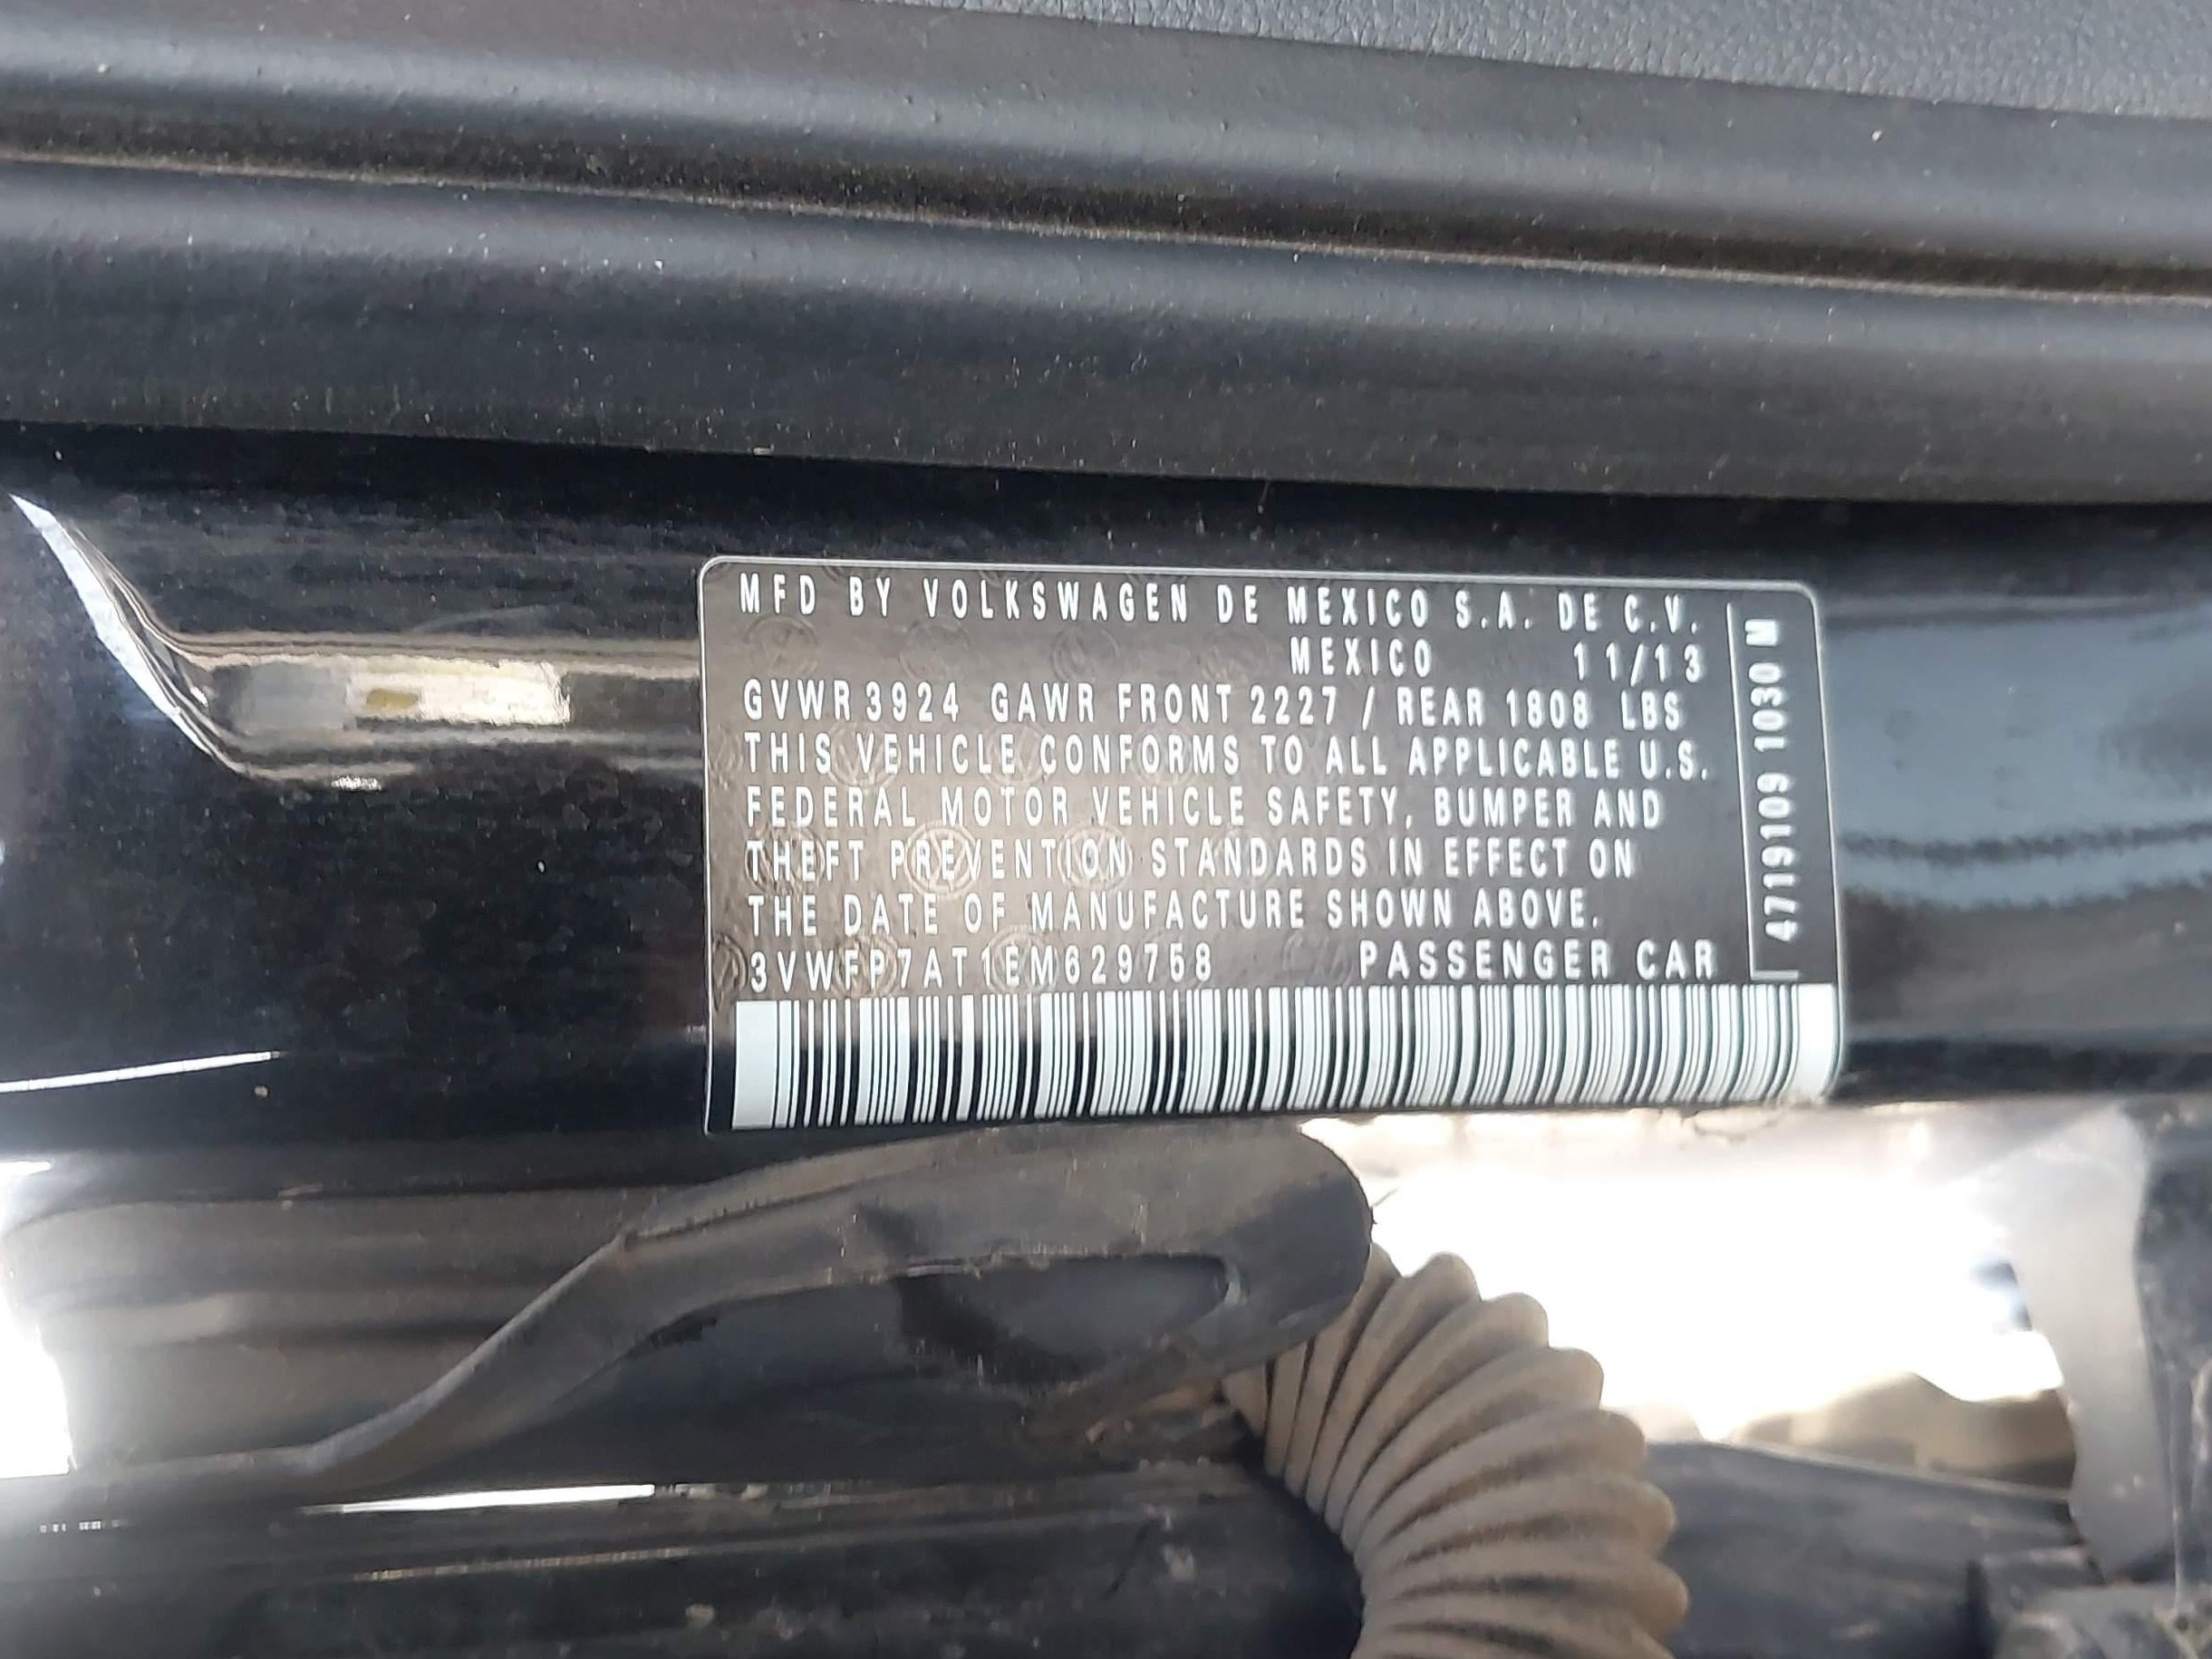 MFD BY VOLKSWAGEN DE MEXICO S.A. DE C.V.
MEXICO 11/13
GVWR 3924 GAWR FRONT 2227 / REAR 1808 LBS
THIS VEHICLE CONFORMS TO ALL APPLICABLE U.S.
FEDERAL MOTOR VEHICLE SAFETY, BUMPER AND
THEFT PREVENTION STANDARDS IN EFFECT ON
THE DATE OF MANUFACTURE SHOWN ABOVE.
3VWFP7AT1EM629758 PASSENGER CAR
4719109 1030 M